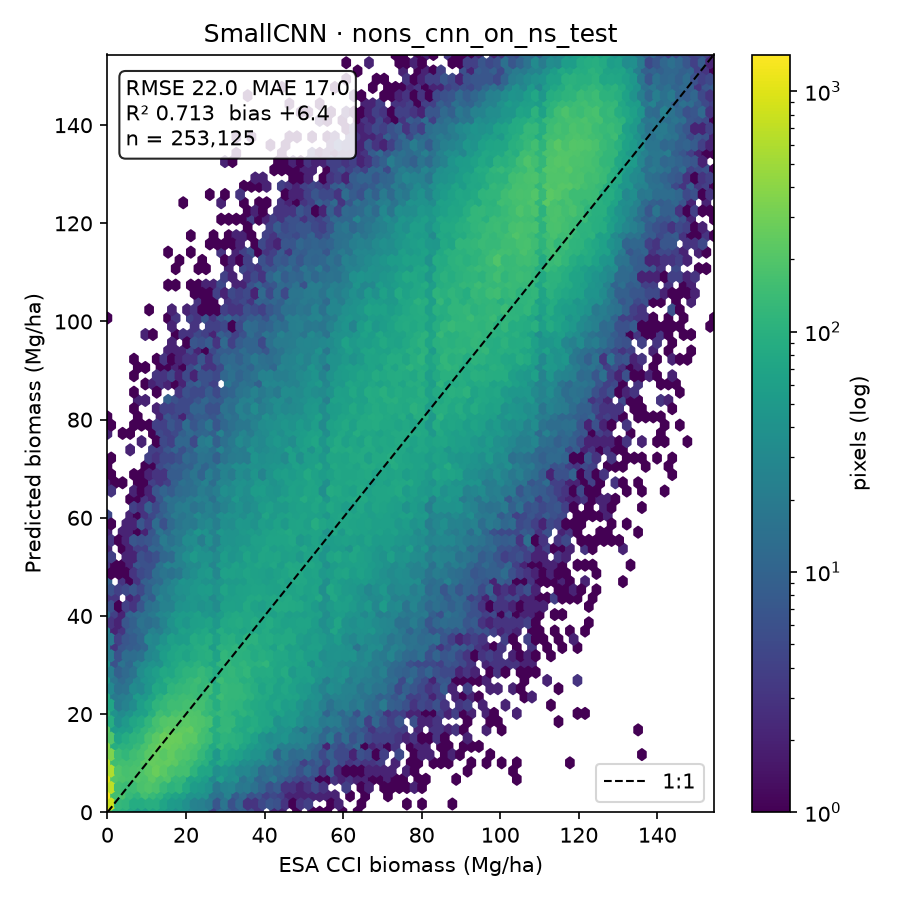 SmallCNN · nons_cnn_on_ns_test
RMSE 22.0 MAE 17.0
R² 0.713 bias +6.4
n = 253,125
Predicted biomass (Mg/ha)
140
120
100
80
60
40
20
0
0 20 40 60 80 100 120 140
ESA CCI biomass (Mg/ha)
1:1
10³
10²
10¹
10⁰
pixels (log)